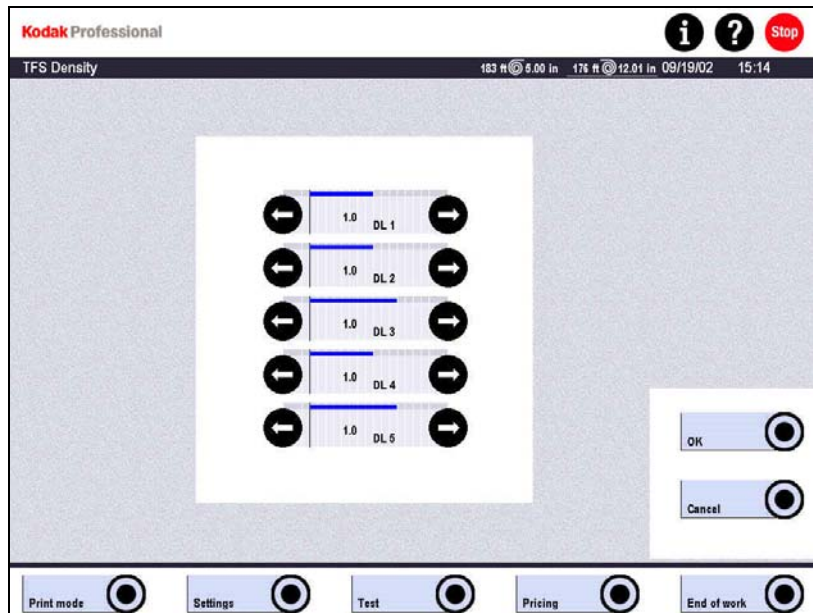 Kodak Professional
i ? Stop
TFS Density 183 ft 5.00 in 176 ft 12.01 in 09/19/02 15:14
1.0 DL 1
1.0 DL 2
1.0 DL 3
1.0 DL 4
1.0 DL 5
OK
Cancel
Print mode Settings Test Pricing End of work